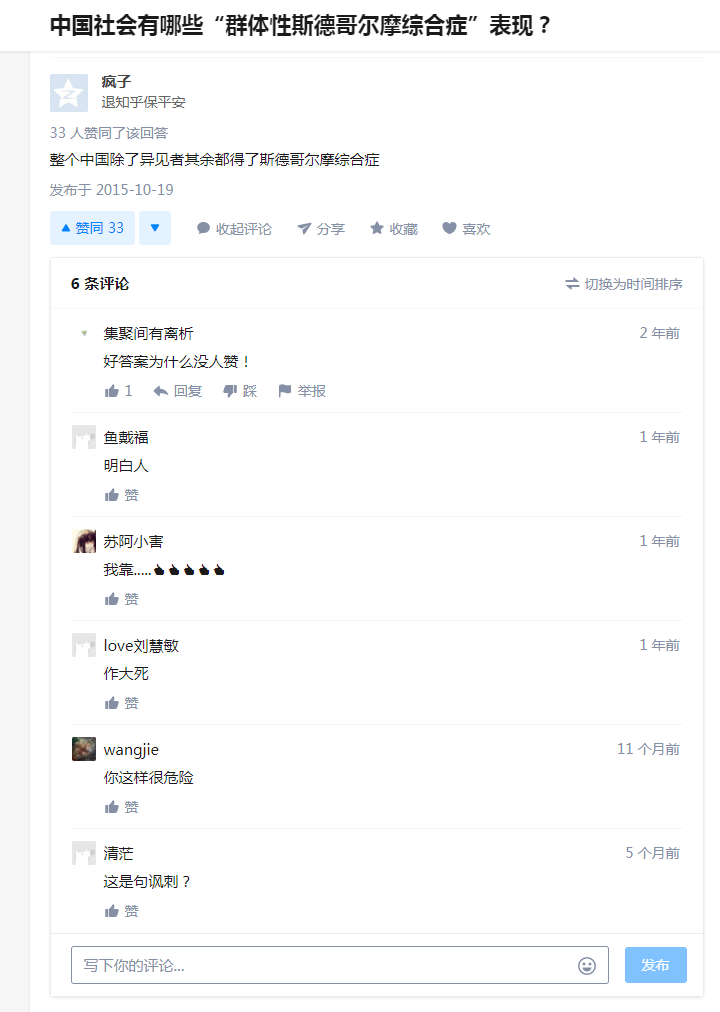 中国社会有哪些“群体性斯德哥尔摩综合症”表现？
疯子
退知乎保平安
33 人赞同了该回答
整个中国除了异见者其余都得了斯德哥尔摩综合症
发布于 2015-10-19
赞同 33 收起评论 分享 收藏 喜欢
6 条评论 切换为时间排序
集聚间有离析 2 年前
好答案为什么没人赞！
1 回复 踩 举报
鱼戴福 1 年前
明白人
赞
苏阿小害 1 年前
我靠.....👍👍👍👍👍
赞
love刘慧敏 1 年前
作大死
赞
wangjie 11 个月前
你这样很危险
赞
清茫 5 个月前
这是句讽刺？
赞
写下你的评论... 发布